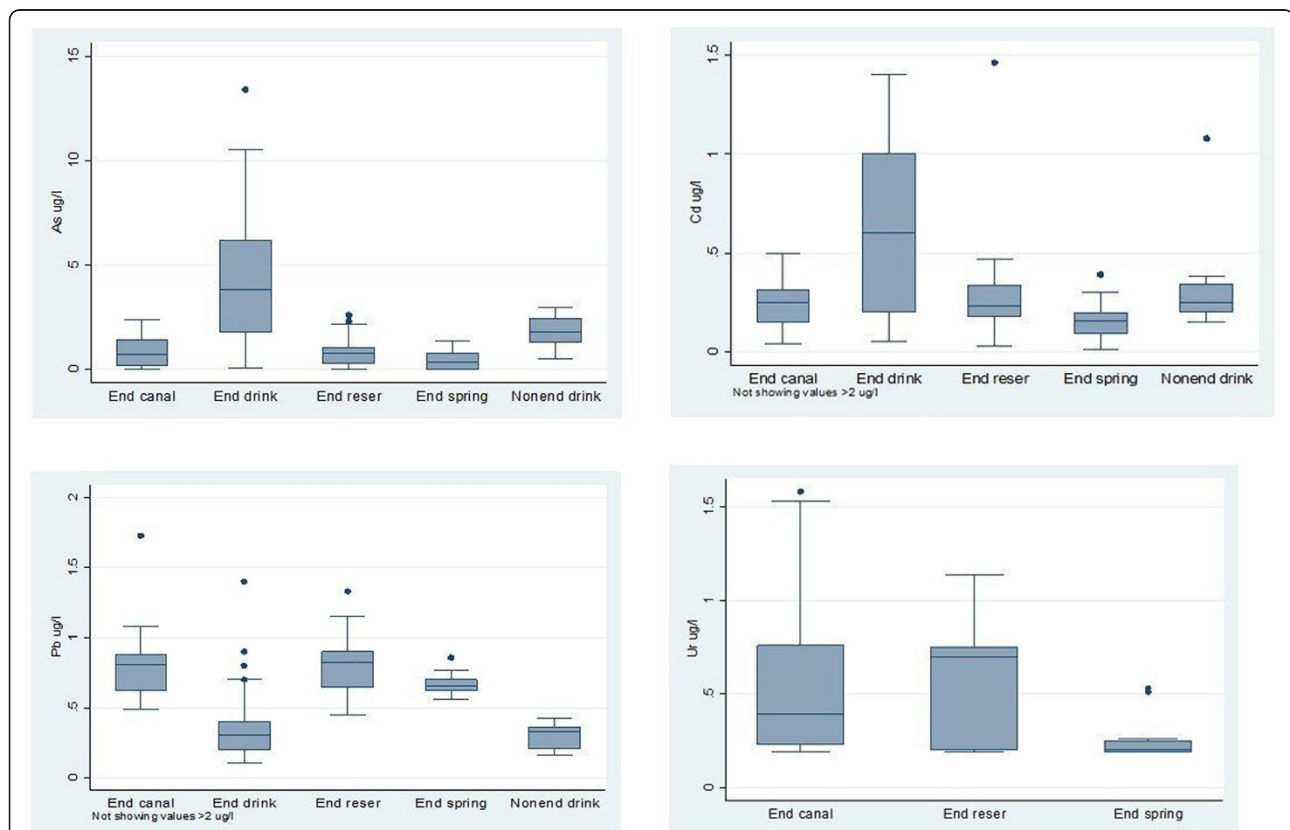 15
10
5
0
As ug/l
End canal End drink End reser End spring Nonend drink
1.5
1
.5
0
Cd ug/l
End canal End drink End reser End spring Nonend drink
Not showing values >2 ug/l
2
1.5
1
.5
0
Pb ug/l
End canal End drink End reser End spring Nonend drink
Not showing values >2 ug/l
1.5
1
.5
0
Ur ug/l
End canal End reser End spring